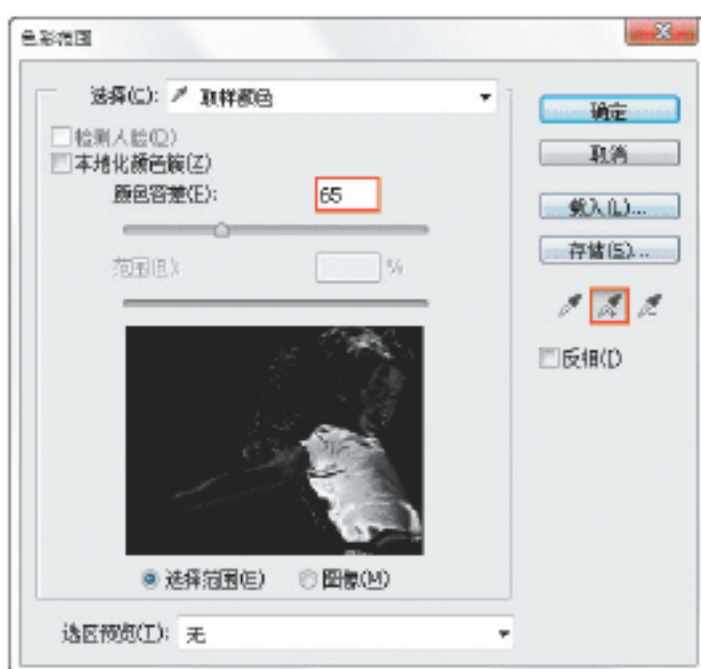 色彩范围
选择(C): 取样颜色
检测人脸(D)
本地化颜色簇(Z)
颜色容差(F): 65
范围(R): %
选择范围(E) 图像(M)
选区预览(T): 无
确定
取消
载入(L)...
存储(S)...
反相(I)